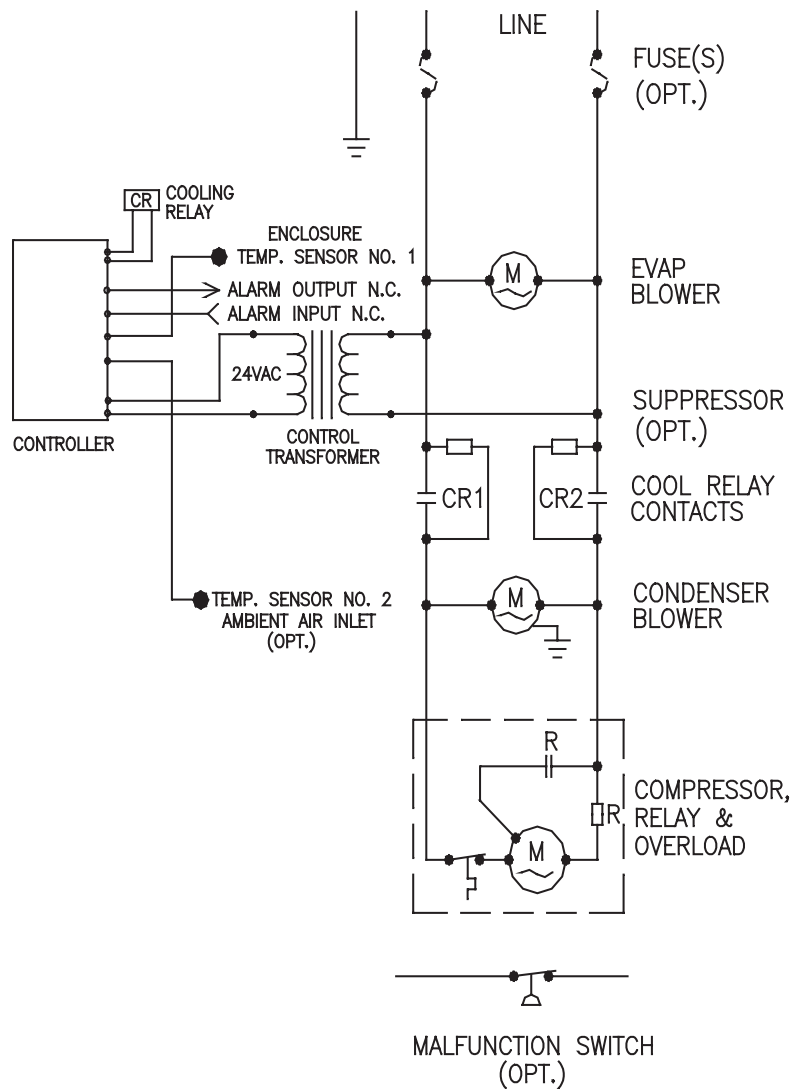 LINE
FUSE(S)
(OPT.)
CR
COOLING
RELAY
ENCLOSURE
TEMP. SENSOR NO. 1
ALARM OUTPUT N.C.
ALARM INPUT N.C.
M
EVAP
BLOWER
24VAC
CONTROLLER
CONTROL
TRANSFORMER
SUPPRESSOR
(OPT.)
CR1
CR2
COOL RELAY
CONTACTS
TEMP. SENSOR NO. 2
AMBIENT AIR INLET
(OPT.)
M
CONDENSER
BLOWER
R
R
M
COMPRESSOR,
RELAY &
OVERLOAD
MALFUNCTION SWITCH
(OPT.)